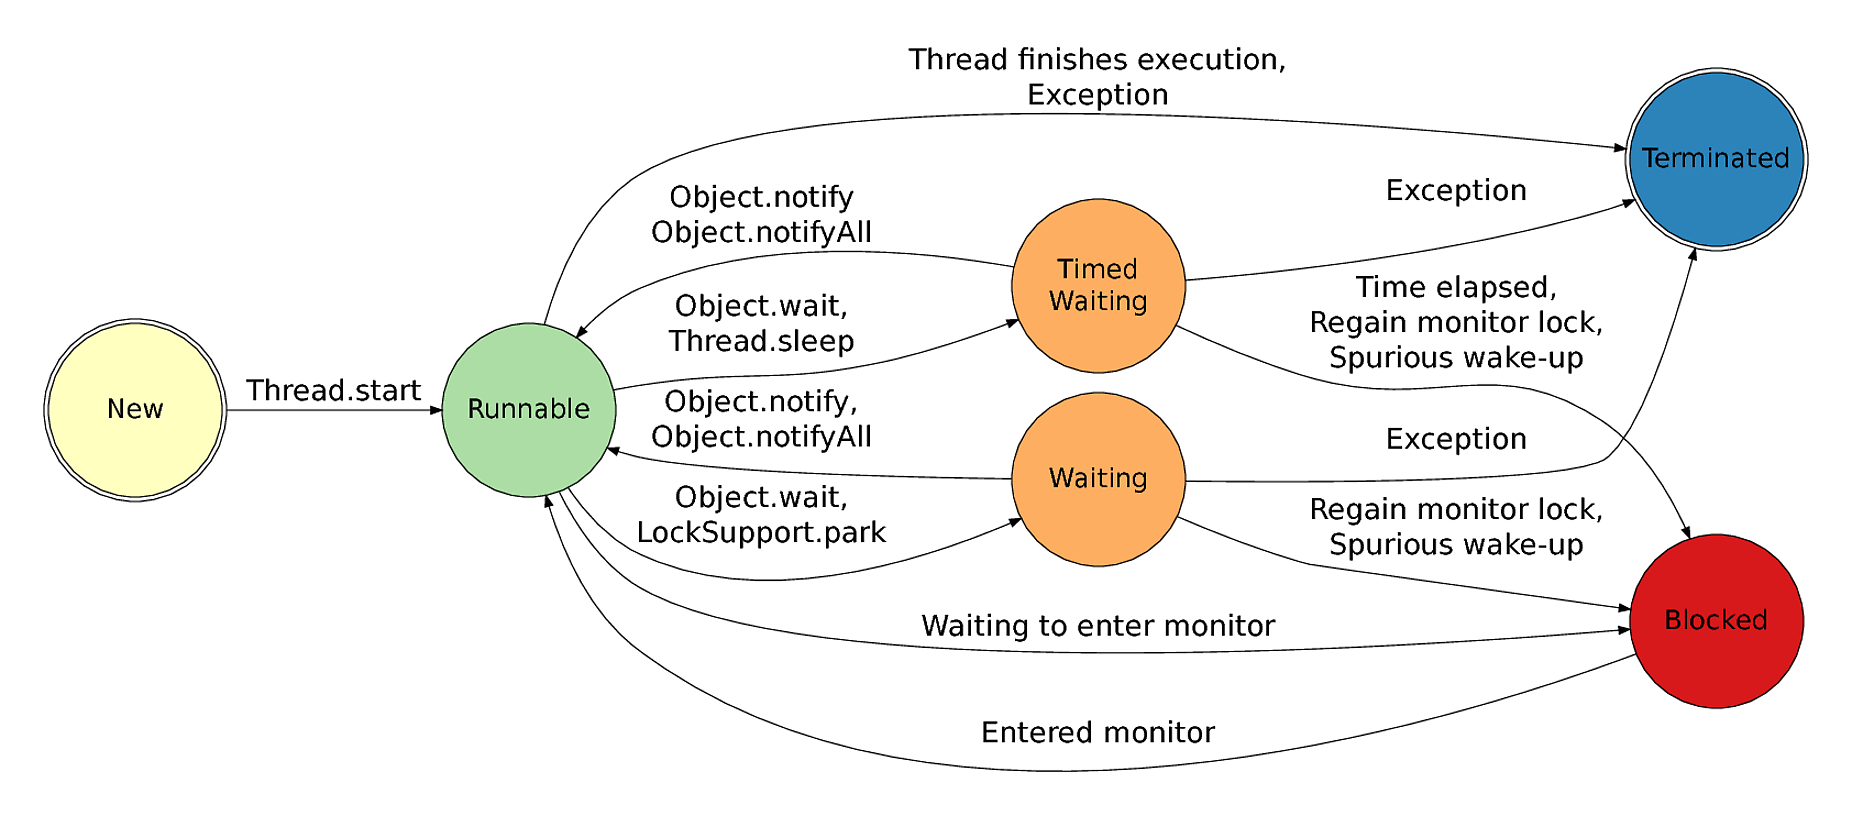 Thread finishes execution,
Exception
Terminated
Object.notify
Object.notifyAll
Exception
Timed
Waiting
Object.wait,
Thread.sleep
Time elapsed,
Regain monitor lock,
Spurious wake-up
New
Thread.start
Runnable
Object.notify,
Object.notifyAll
Waiting
Exception
Object.wait,
LockSupport.park
Regain monitor lock,
Spurious wake-up
Waiting to enter monitor
Blocked
Entered monitor